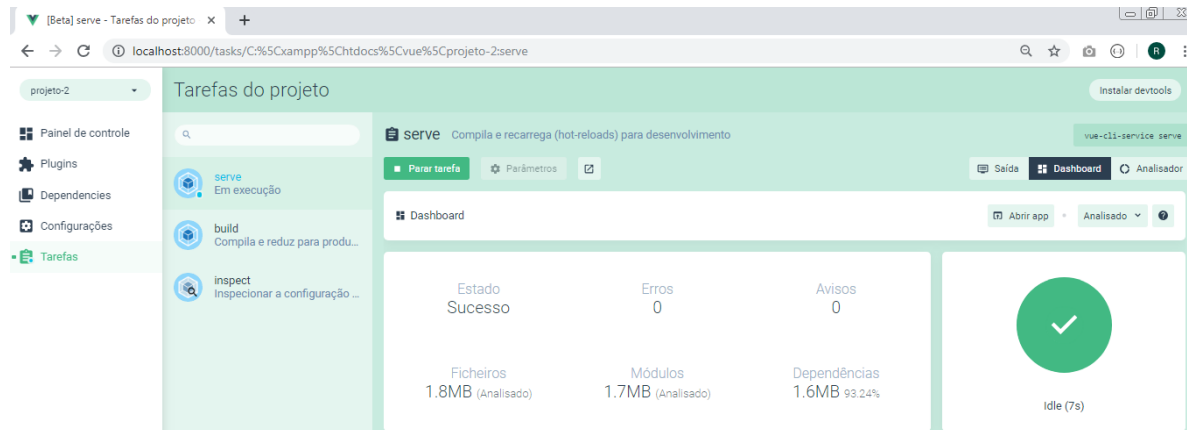 [Beta] serve - Tarefas do projeto
localhost:8000/tasks/C:%5Cxampp%5Chtdocs%5Cvue%5Cprojeto-2:serve
R
projeto-2
Tarefas do projeto
Instalar devtools
Painel de controle
Plugins
Dependencies
Configurações
Tarefas
serve
Em execução
build
Compila e reduz para produ...
inspect
Inspecionar a configuração ...
serve Compila e recarrega (hot-reloads) para desenvolvimento
vue-cli-service serve
Parar tarefa
Parâmetros
Saída
Dashboard
Analisador
Dashboard
Abrir app
Analisado
Estado
Sucesso
Erros
0
Avisos
0
Ficheiros
1.8MB (Analisado)
Módulos
1.7MB (Analisado)
Dependências
1.6MB 93.24%
Idle (7s)